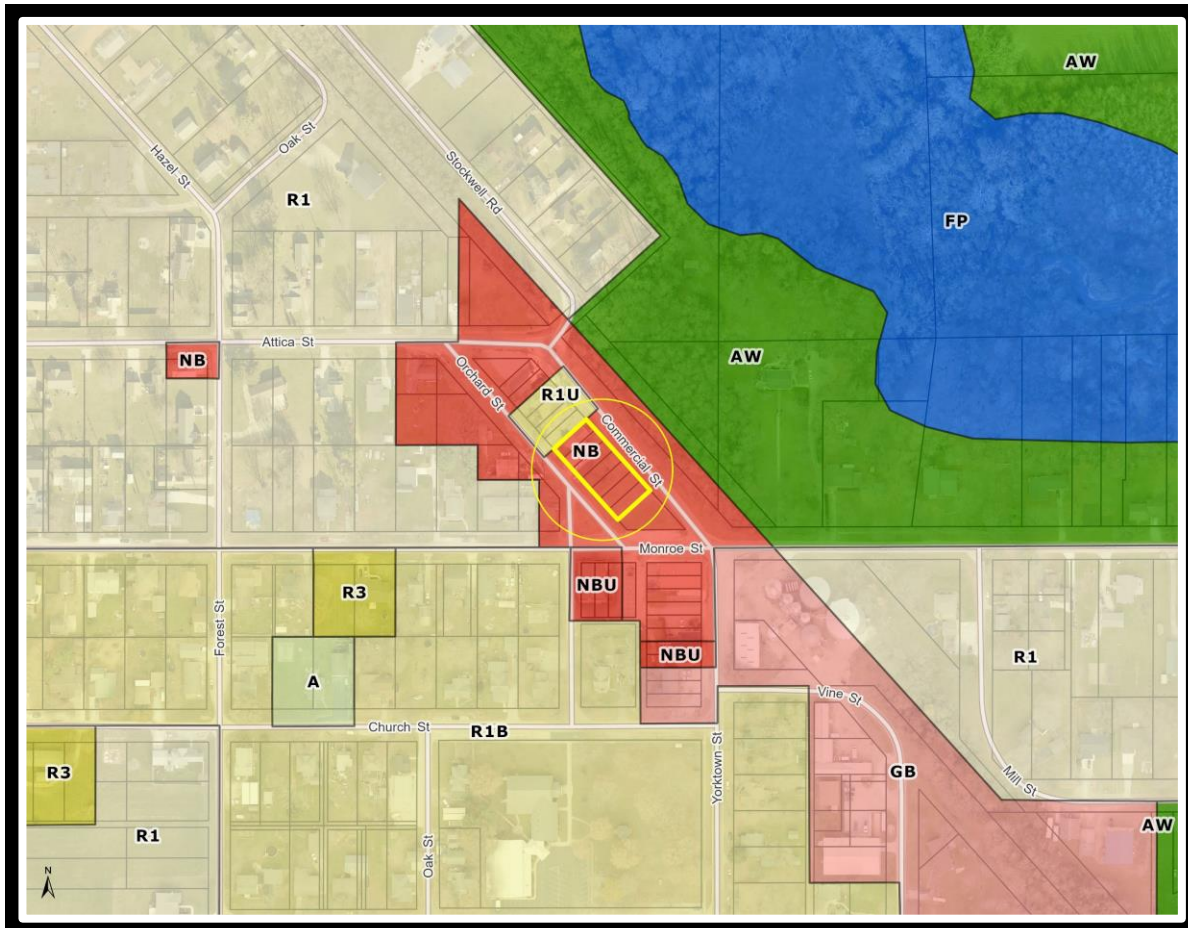 AW
Oak St
Hazel St
Stockwell Rd
R1
FP
Attica St
NB
AW
Orchard St
R1U
Commercial St
NB
Monroe St
NBU
R3
Forest St
NBU
R1
A
Vine St
Church St
R1B
Yorktown St
R3
GB
Mill St
AW
R1
Oak St
N